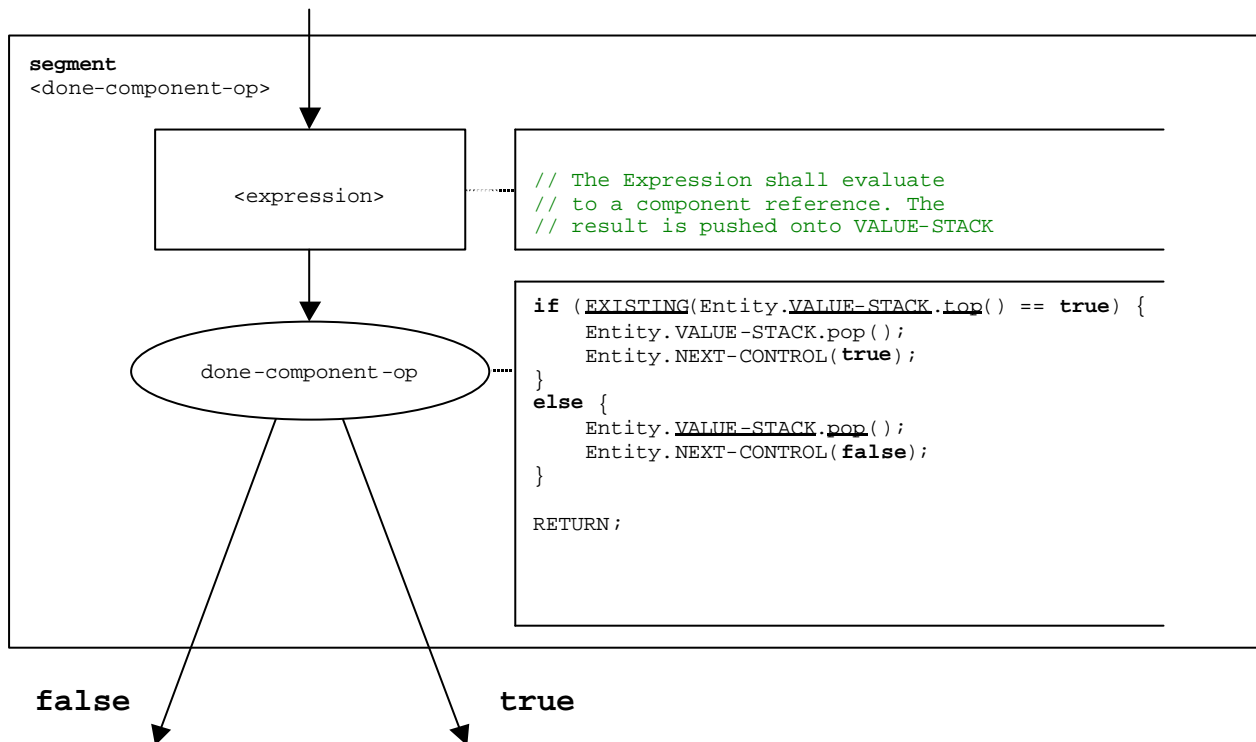 segment
<done-component-op>
<expression>
// The Expression shall evaluate
// to a component reference. The
// result is pushed onto VALUE-STACK
done-component-op
if (EXISTING(Entity.VALUE-STACK.top() == true) {
    Entity.VALUE-STACK.pop();
    Entity.NEXT-CONTROL(true);
}
else {
    Entity.VALUE-STACK.pop();
    Entity.NEXT-CONTROL(false);
}
RETURN;
false
true